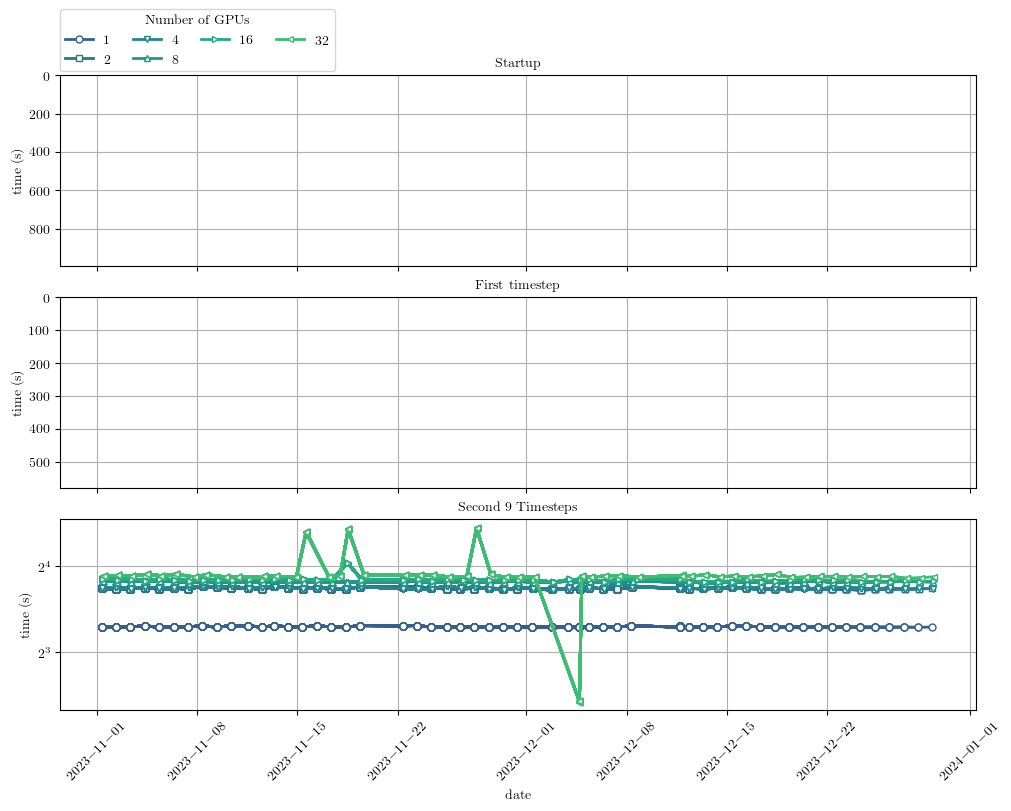 Number of GPUs
1 4 16 32
2 8
Startup
0
200
400
600
800
time (s)
First timestep
0
100
200
300
400
500
time (s)
Second 9 Timesteps
2^4
2^3
time (s)
2023−11−01 2023−11−08 2023−11−15 2023−11−22 2023−12−01 2023−12−08 2023−12−15 2023−12−22 2024−01−01
date